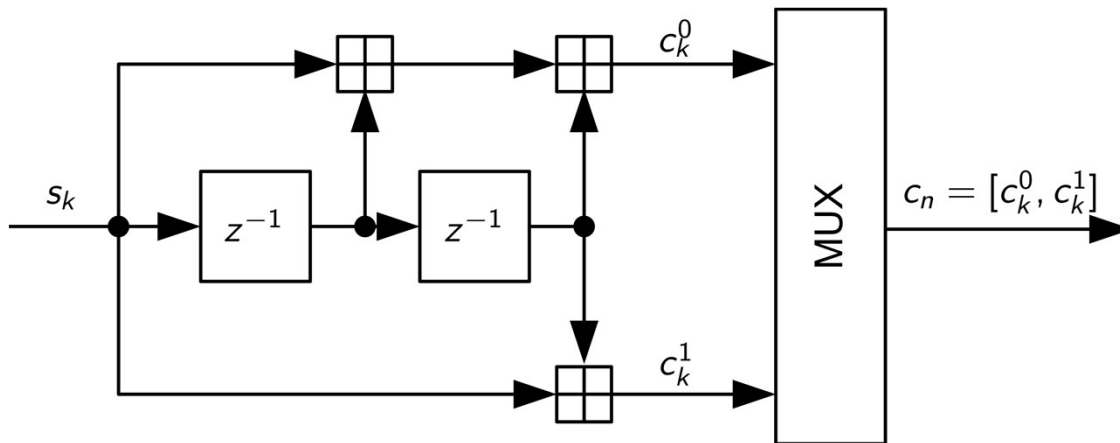 c_k^0
s_k
z^{-1}
z^{-1}
MUX
c_n = [c_k^0, c_k^1]
c_k^1